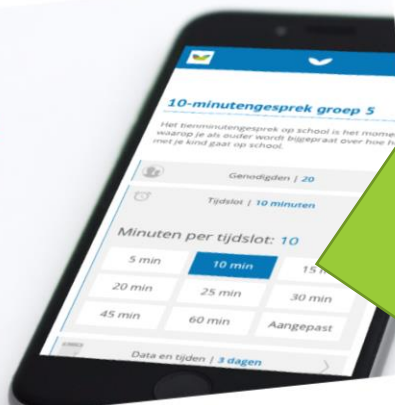 10-minutengesprek groep 5
Het tienminutengesprek op school is het
waarop je als ouder wordt bijgepraat over hoe
met je kind gaat op school.
Genodigden | 20
Tijdslot | 10 minuten
Minuten per tijdslot: 10
5 min 10 min 15
20 min 25 min 30 min
45 min 60 min Aangepast
Data en tijden | 3 dagen